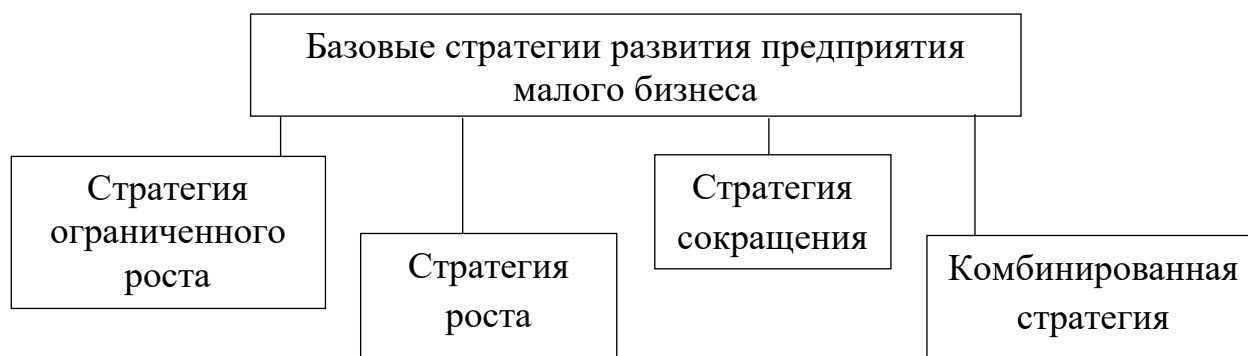 Базовые стратегии развития предприятия
малого бизнеса
Стратегия
ограниченного
роста
Стратегия
роста
Стратегия
сокращения
Комбинированная
стратегия